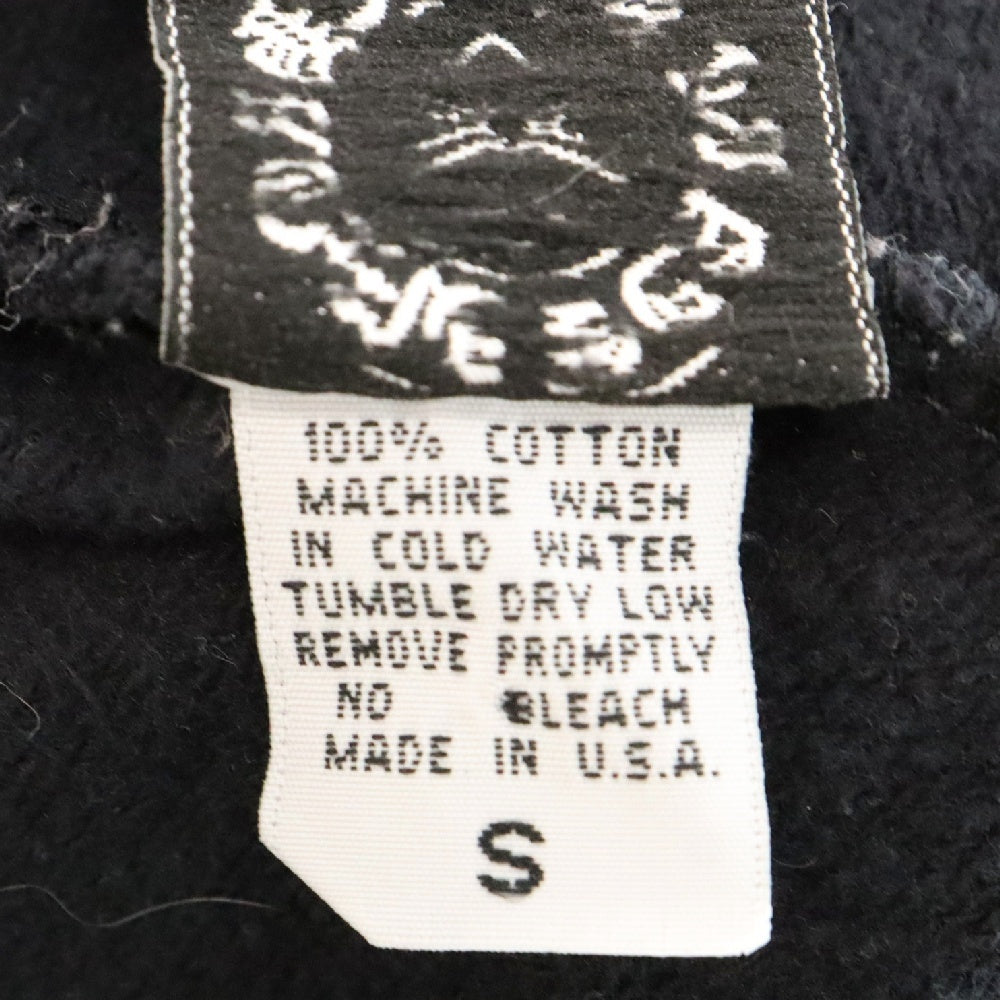 100% COTTON
MACHINE WASH
IN COLD WATER
TUMBLE DRY LOW
REMOVE PROMPTLY
NO BLEACH
MADE IN U.S.A.
S